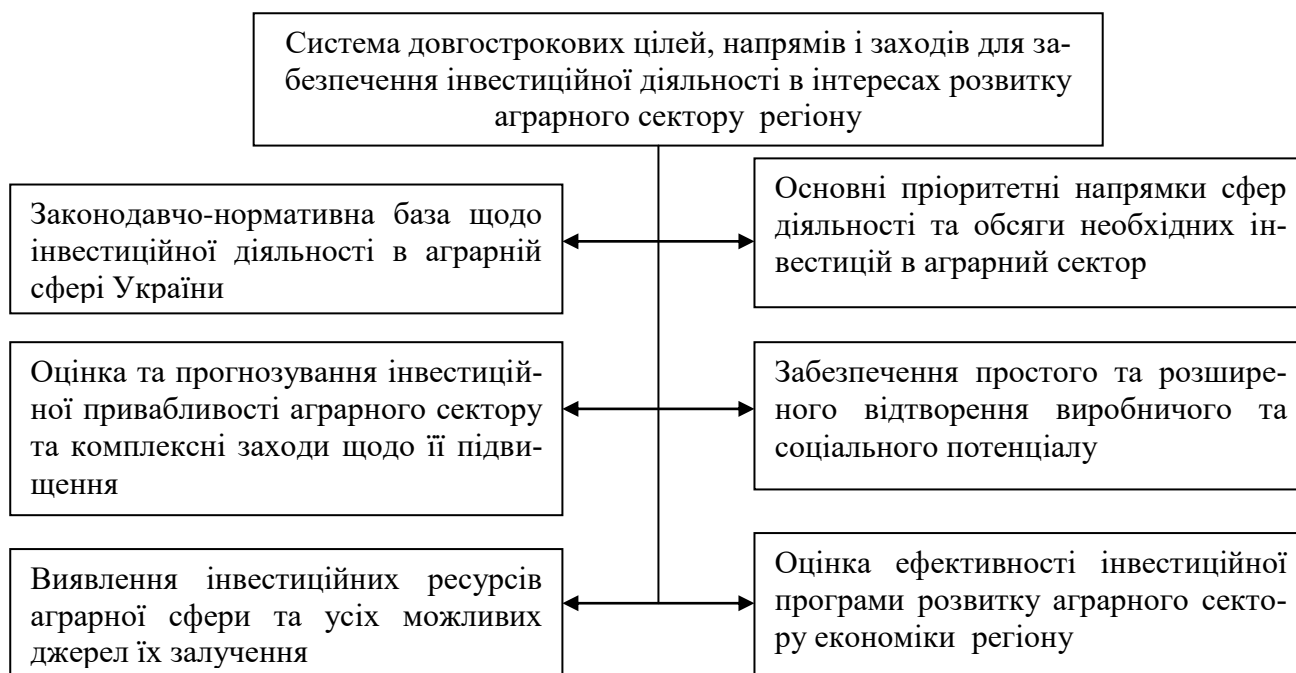 Система довгострокових цілей, напрямів і заходів для за-
безпечення інвестиційної діяльності в інтересах розвитку
аграрного сектору регіону
Законодавчо-нормативна база щодо
інвестиційної діяльності в аграрній
сфері України
Основні пріоритетні напрямки сфер
діяльності та обсяги необхідних ін-
вестицій в аграрний сектор
Оцінка та прогнозування інвестицій-
ної привабливості аграрного сектору
та комплексні заходи щодо її підви-
щення
Забезпечення простого та розшире-
ного відтворення виробничого та
соціального потенціалу
Виявлення інвестиційних ресурсів
аграрної сфери та усіх можливих
джерел їх залучення
Оцінка ефективності інвестиційної
програми розвитку аграрного секто-
ру економіки регіону